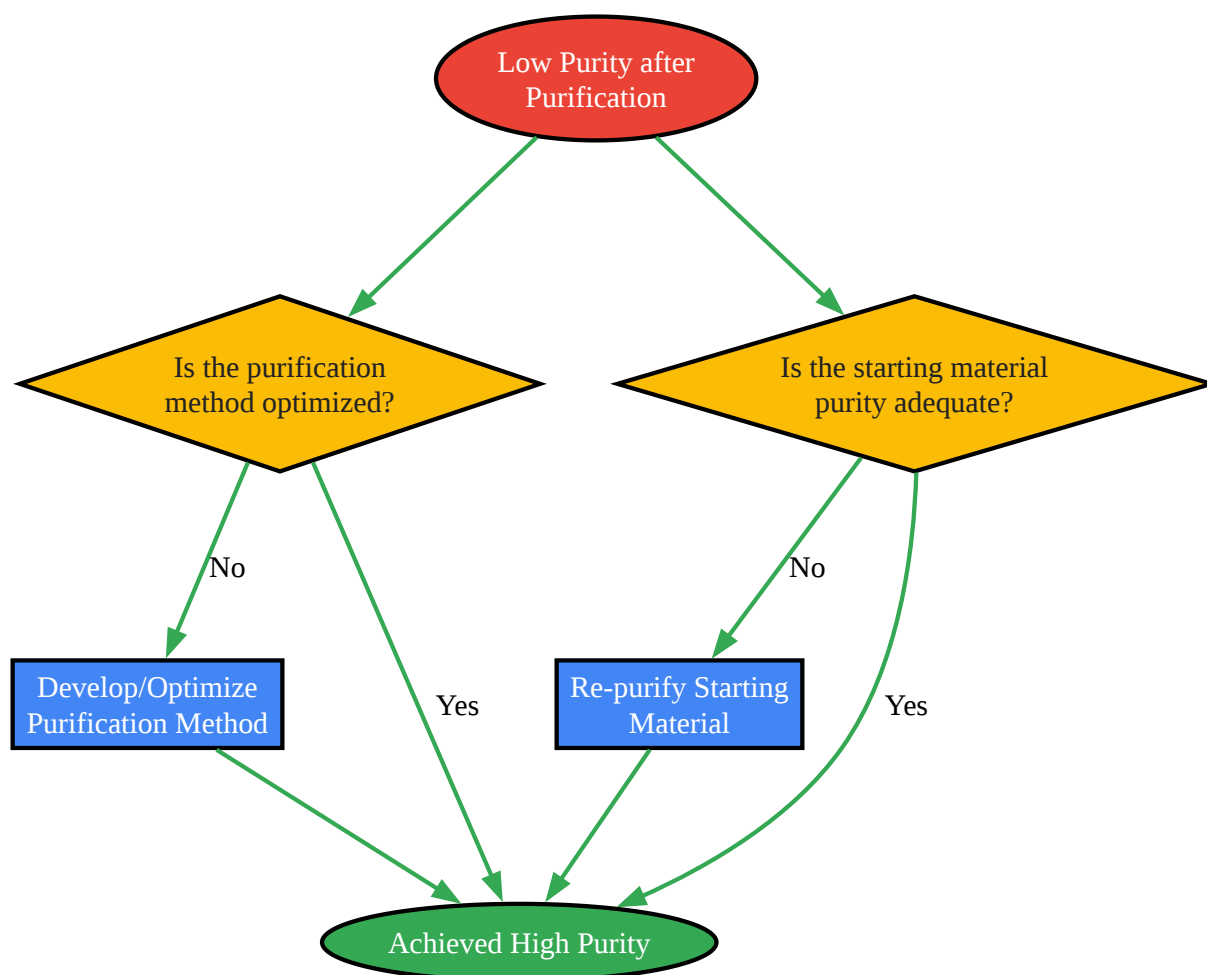 Low Purity after
Purification
Is the purification
method optimized?
Is the starting material
purity adequate?
No
No
Develop/Optimize
Purification Method
Yes
Re-purify Starting
Material
Yes
Achieved High Purity